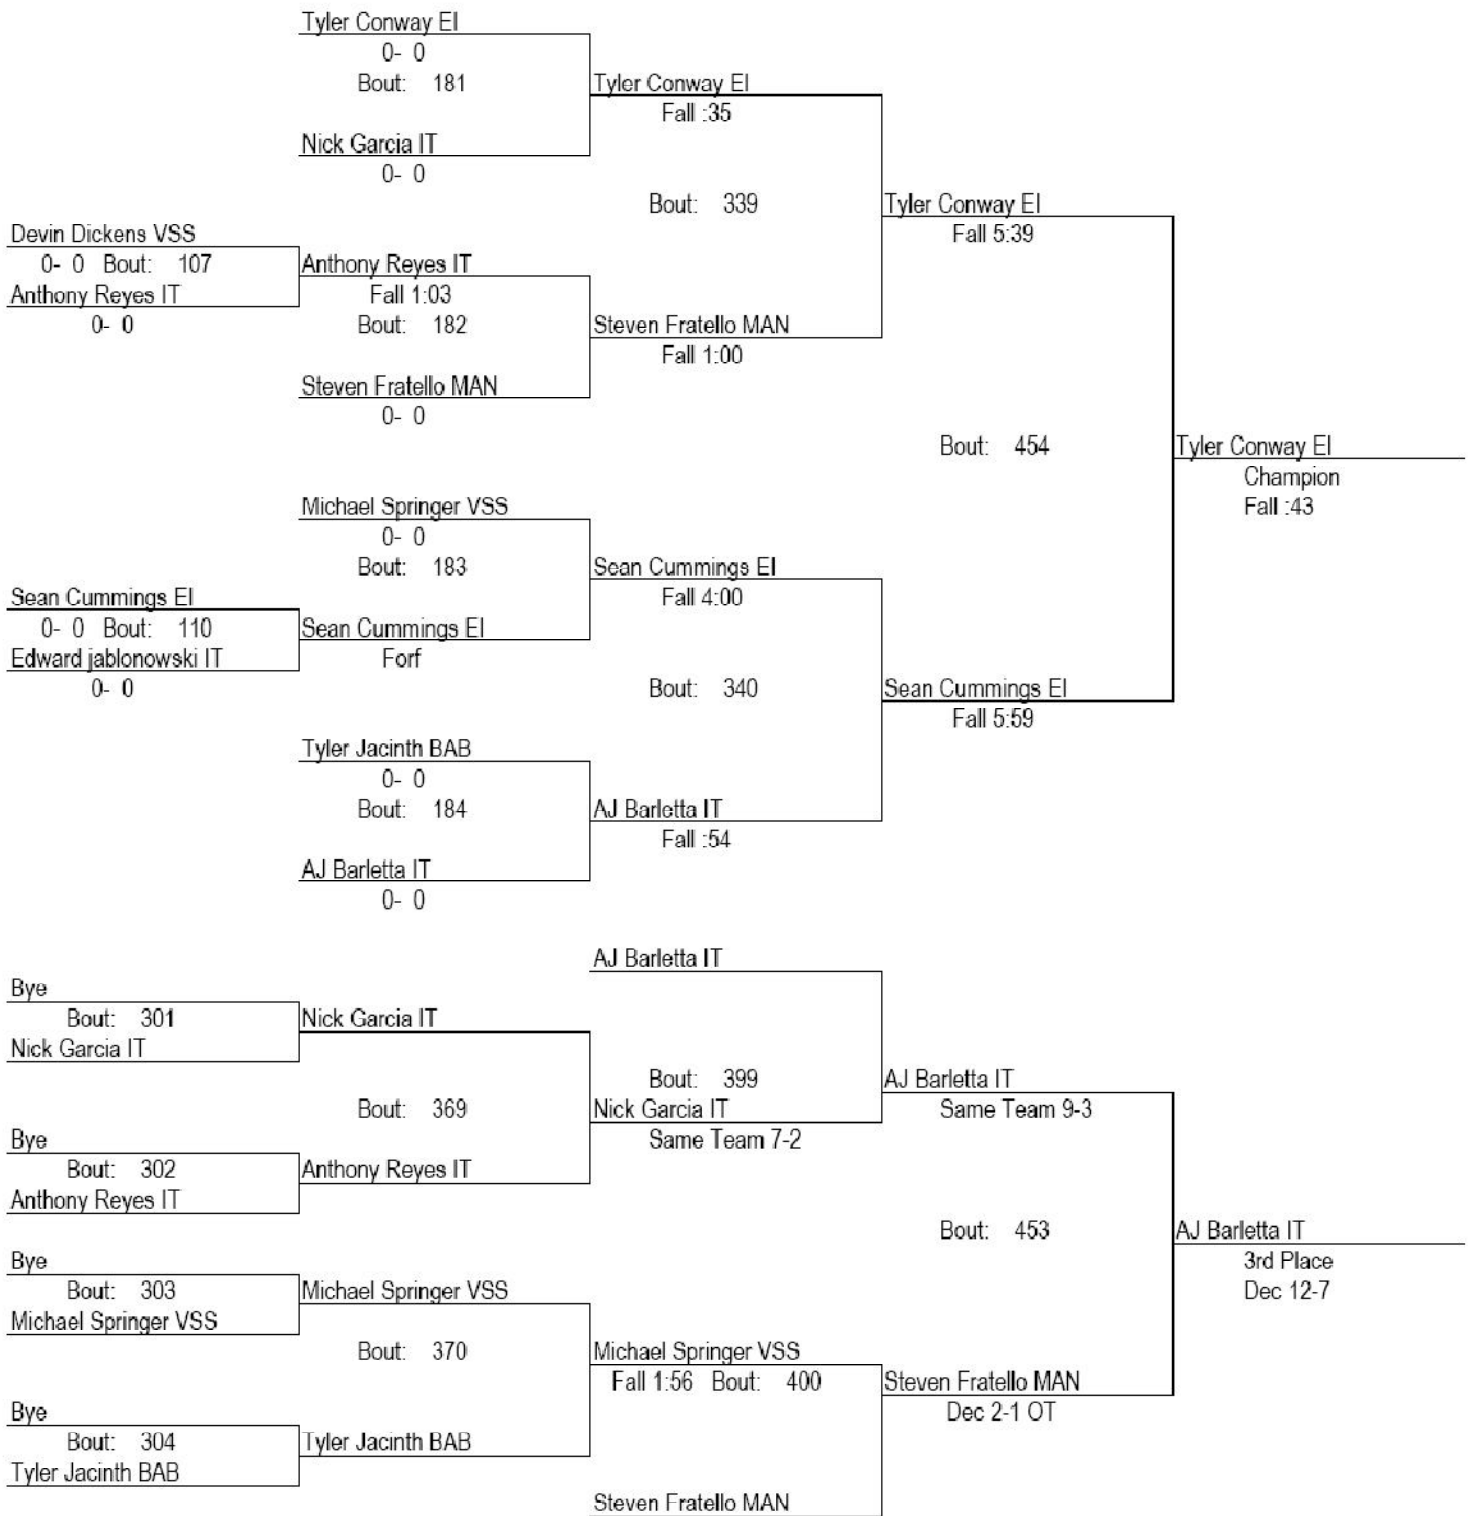 Tyler Conway EI
0- 0
Bout: 181
Tyler Conway EI
Fall :35
Nick Garcia IT
0- 0
Bout: 339
Tyler Conway EI
Fall 5:39
Devin Dickens VSS
0- 0 Bout: 107
Anthony Reyes IT
Anthony Reyes IT
0- 0
Fall 1:03
Bout: 182
Steven Fratello MAN
Fall 1:00
Steven Fratello MAN
0- 0
Bout: 454
Tyler Conway EI
Champion
Fall :43
Michael Springer VSS
0- 0
Bout: 183
Sean Cummings EI
Fall 4:00
Sean Cummings EI
0- 0 Bout: 110
Sean Cummings EI
Edward jablonowski IT
Forf
0- 0
Bout: 340
Sean Cummings EI
Fall 5:59
Tyler Jacinth BAB
0- 0
Bout: 184
AJ Barletta IT
Fall :54
AJ Barletta IT
0- 0
AJ Barletta IT
Bye
Bout: 301
Nick Garcia IT
Nick Garcia IT
Bout: 399
AJ Barletta IT
Bout: 369
Nick Garcia IT
Same Team 9-3
Same Team 7-2
Bye
Bout: 302
Anthony Reyes IT
Anthony Reyes IT
Bout: 453
AJ Barletta IT
3rd Place
Dec 12-7
Bye
Bout: 303
Michael Springer VSS
Michael Springer VSS
Bout: 370
Michael Springer VSS
Fall 1:56 Bout: 400
Steven Fratello MAN
Dec 2-1 OT
Bye
Bout: 304
Tyler Jacinth BAB
Tyler Jacinth BAB
Steven Fratello MAN